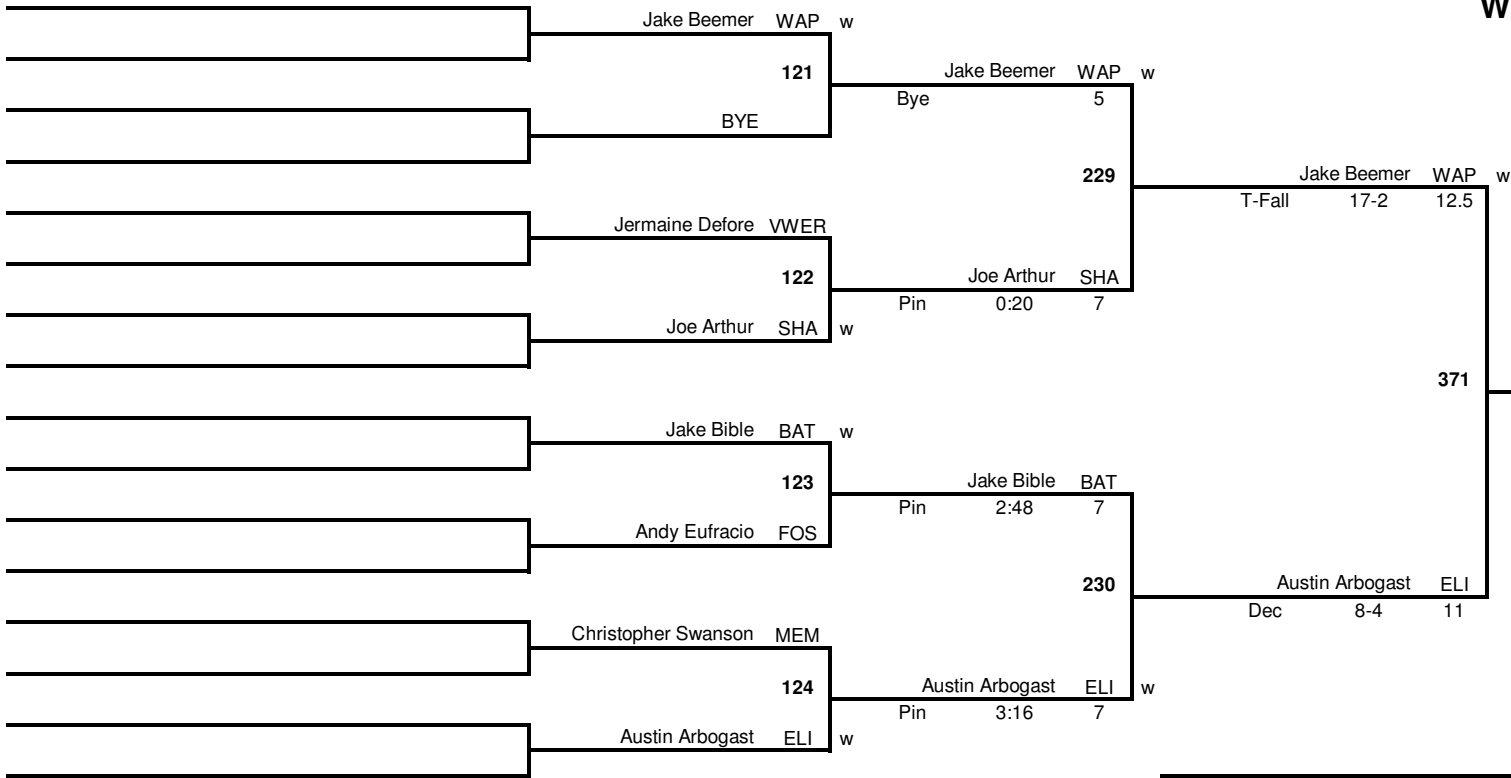 W
Jake Beemer WAP w
121
BYE
Jake Beemer WAP w
Bye 5
229
Jermaine Defore VWER
122
Joe Arthur SHA w
Joe Arthur SHA
Pin 0:20 7
Jake Beemer WAP w
T-Fall 17-2 12.5
371
Jake Bible BAT w
123
Andy Eufracio FOS
Jake Bible BAT
Pin 2:48 7
230
Christopher Swanson MEM
124
Austin Arbogast ELI w
Austin Arbogast ELI w
Pin 3:16 7
Austin Arbogast ELI
Dec 8-4 11